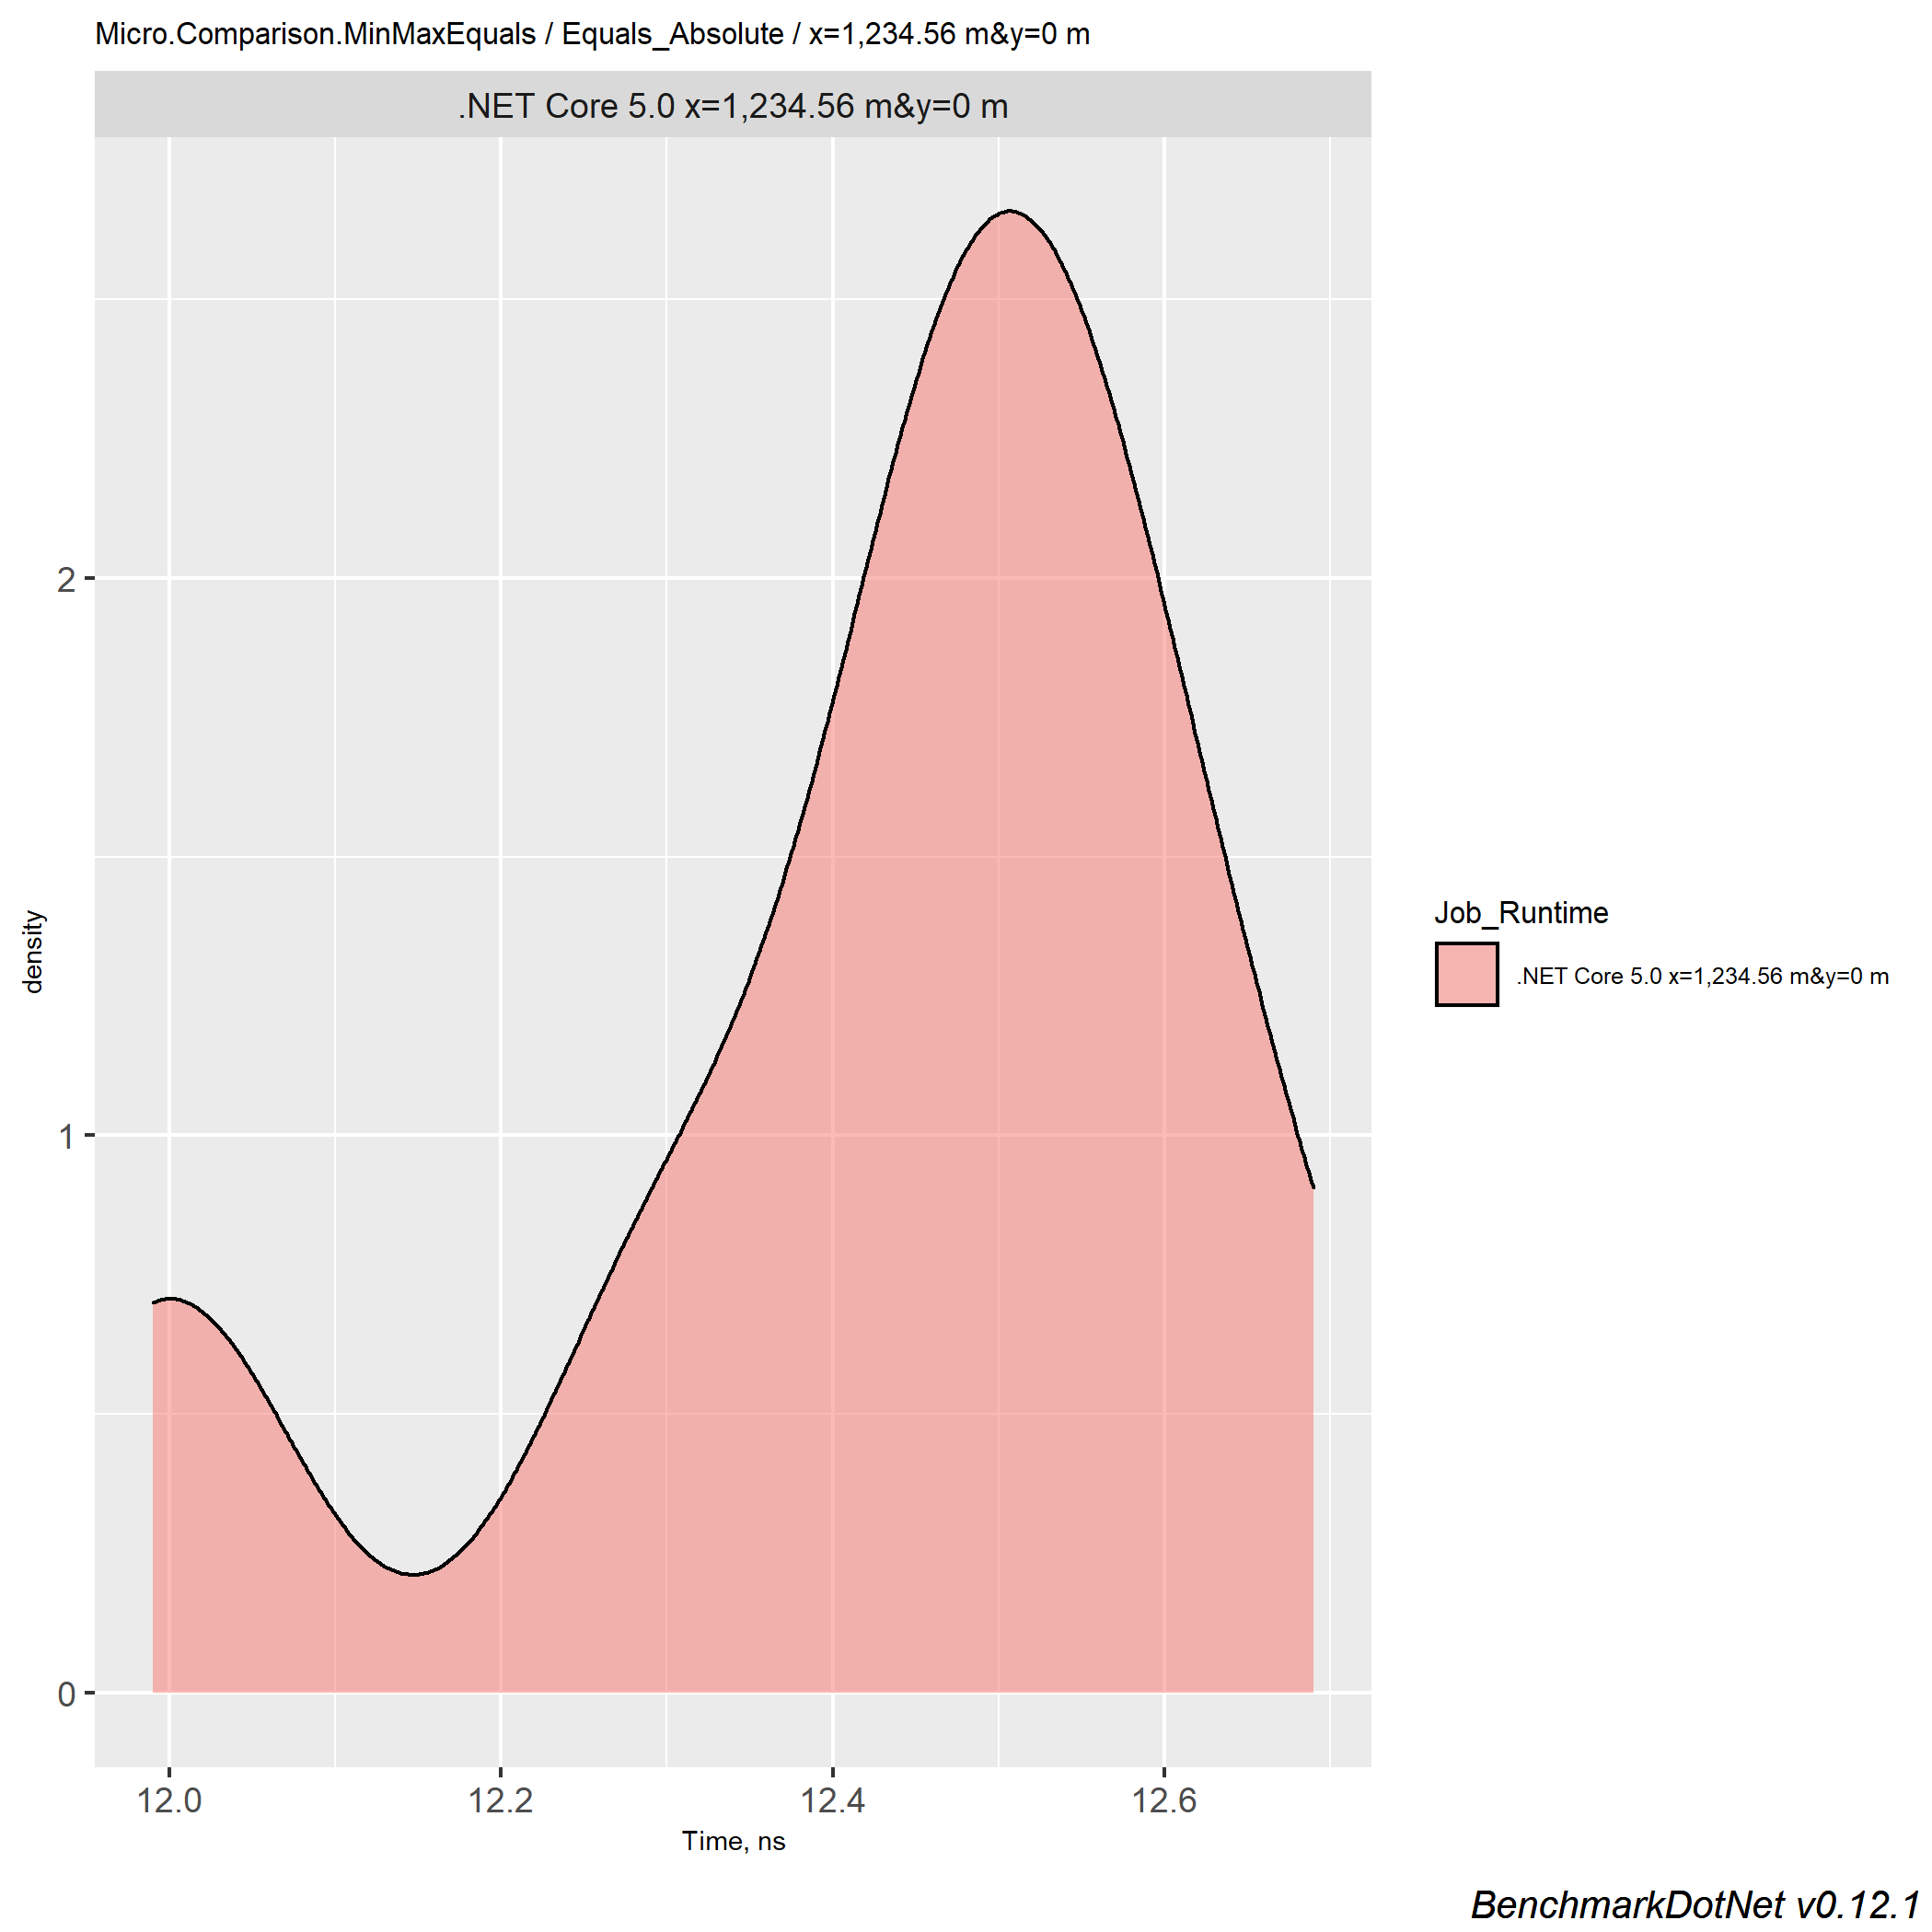 Micro.Comparison.MinMaxEquals / Equals_Absolute / x=1,234.56 m&y=0 m
.NET Core 5.0 x=1,234.56 m&y=0 m
2
1
0
density
12.0 12.2 12.4 12.6
Time, ns
Job_Runtime
.NET Core 5.0 x=1,234.56 m&y=0 m
BenchmarkDotNet v0.12.1